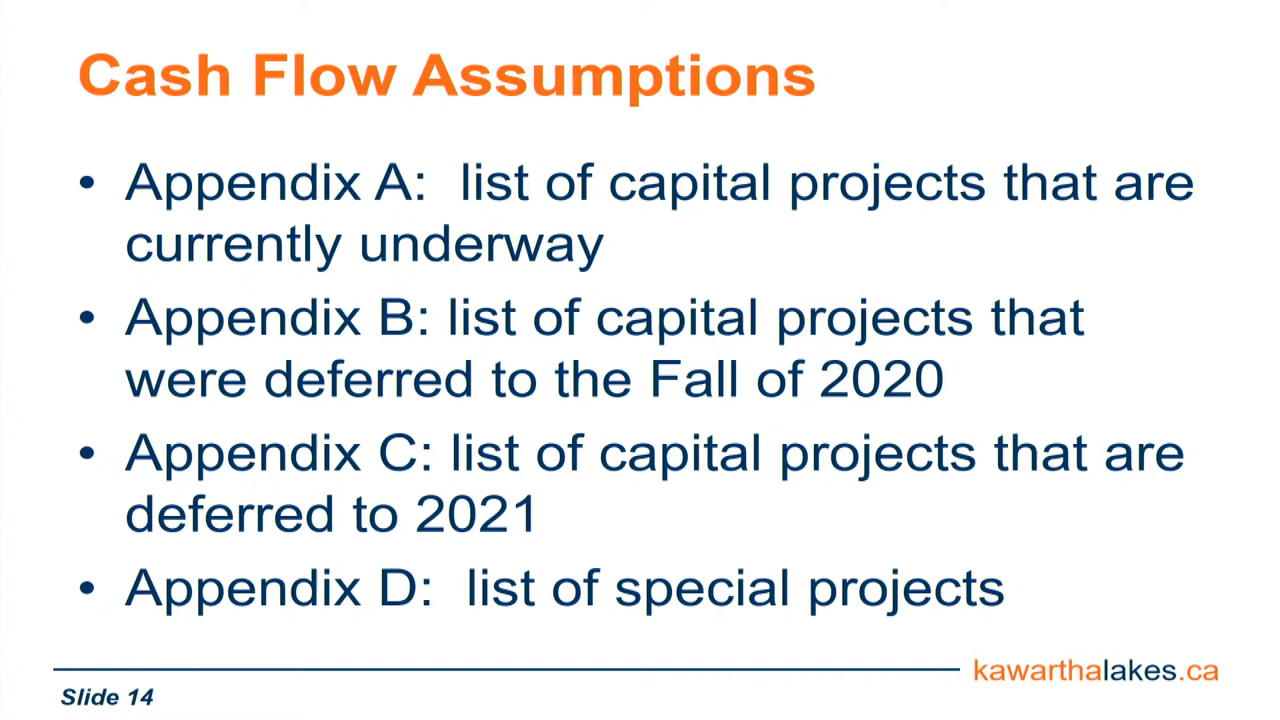 Cash Flow Assumptions
• Appendix A:  list of capital projects that are
currently underway
• Appendix B: list of capital projects that
were deferred to the Fall of 2020
• Appendix C: list of capital projects that are
deferred to 2021
• Appendix D:  list of special projects
kawarthalakes.ca
Slide 14